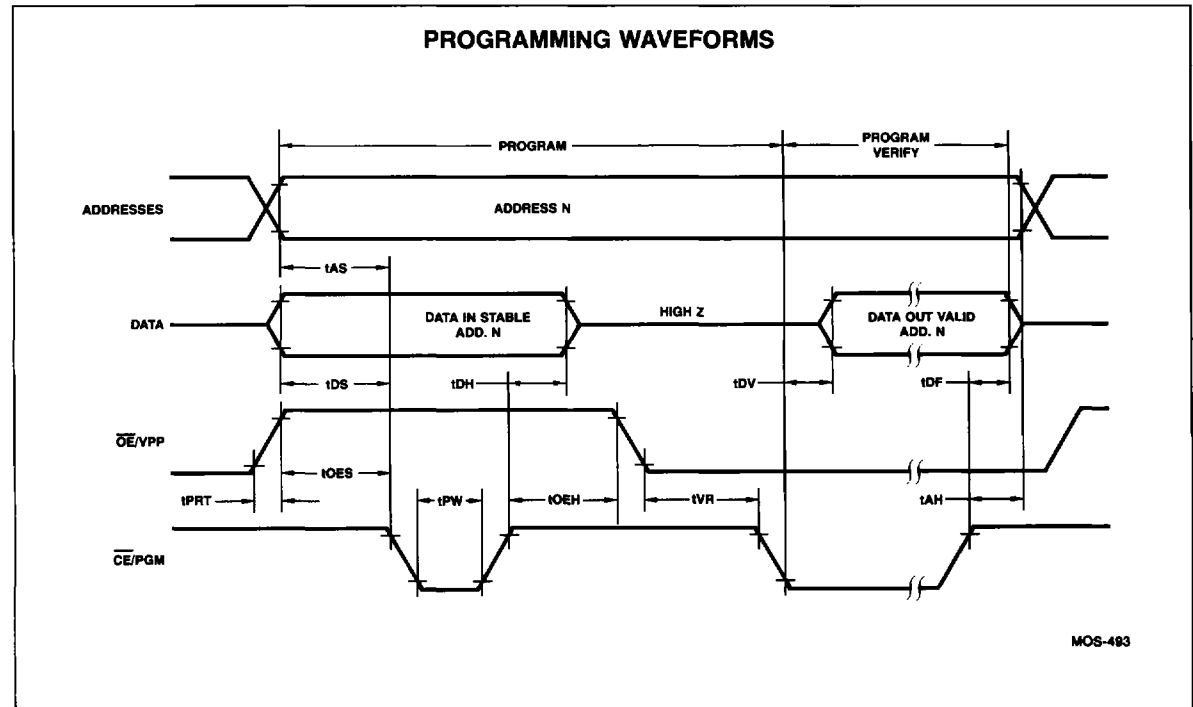 PROGRAMMING WAVEFORMS
PROGRAM
PROGRAM
VERIFY
ADDRESSES
ADDRESS N
tAS
DATA
DATA IN STABLE
ADD. N
HIGH Z
DATA OUT VALID
ADD. N
tDS
tDH
tDV
tDF
OE/VPP
tOES
tPRT
tPW
tOEH
tVR
tAH
CE/PGM
MOS-493